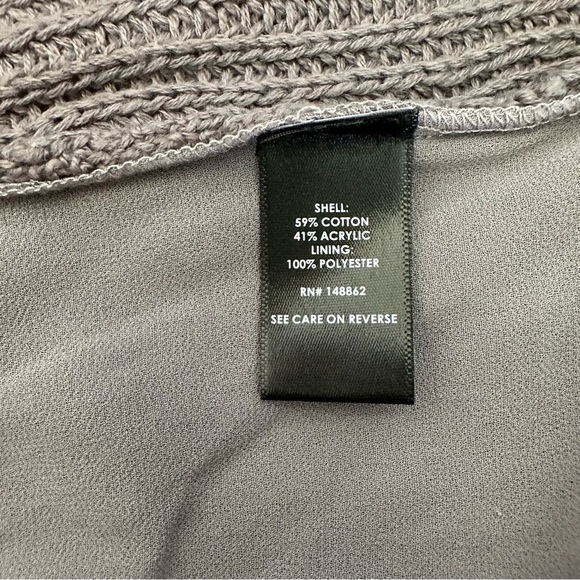 SHELL:
59% COTTON
41% ACRYLIC
LINING:
100% POLYESTER
RN# 148862
SEE CARE ON REVERSE